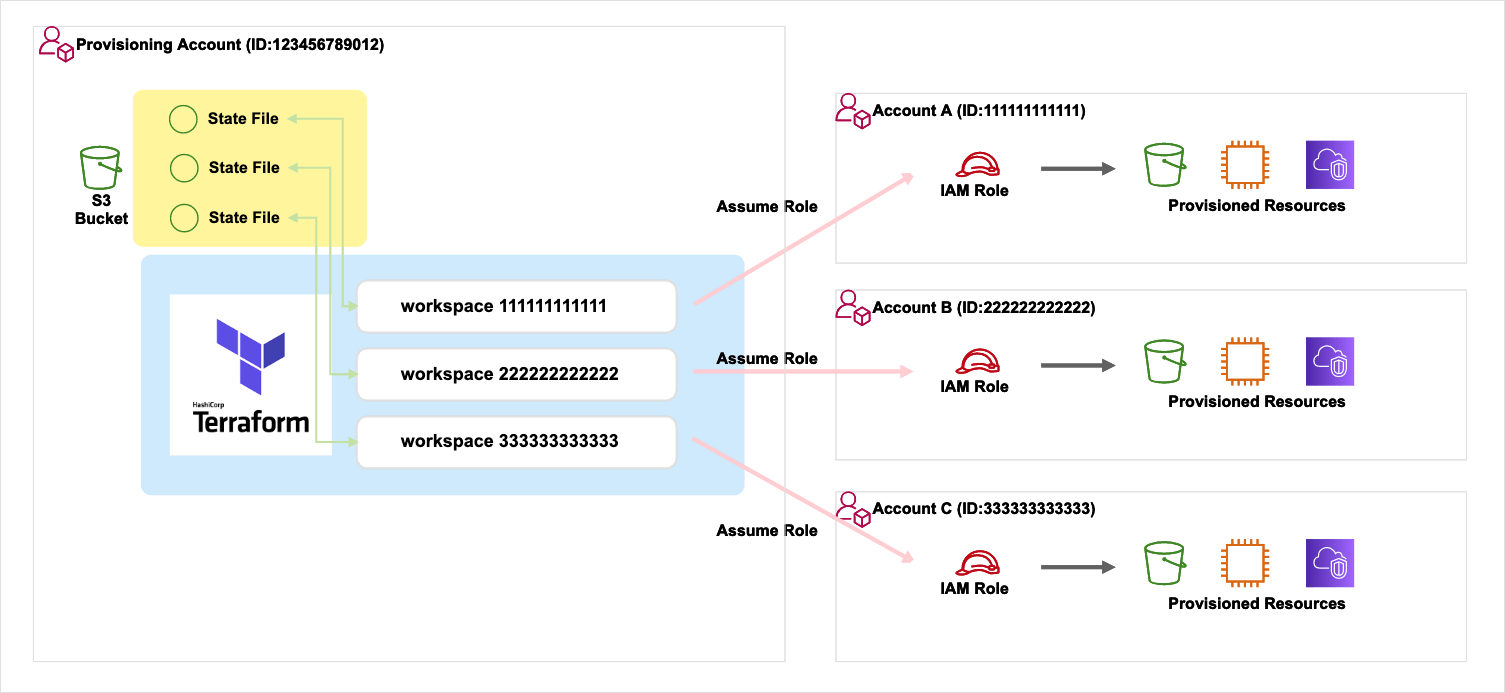 Provisioning Account (ID:123456789012)
State File
State File
State File
S3
Bucket
HashiCorp
Terraform
workspace 111111111111
workspace 222222222222
workspace 333333333333
Assume Role
Assume Role
Assume Role
Account A (ID:111111111111)
IAM Role
Provisioned Resources
Account B (ID:222222222222)
IAM Role
Provisioned Resources
Account C (ID:333333333333)
IAM Role
Provisioned Resources